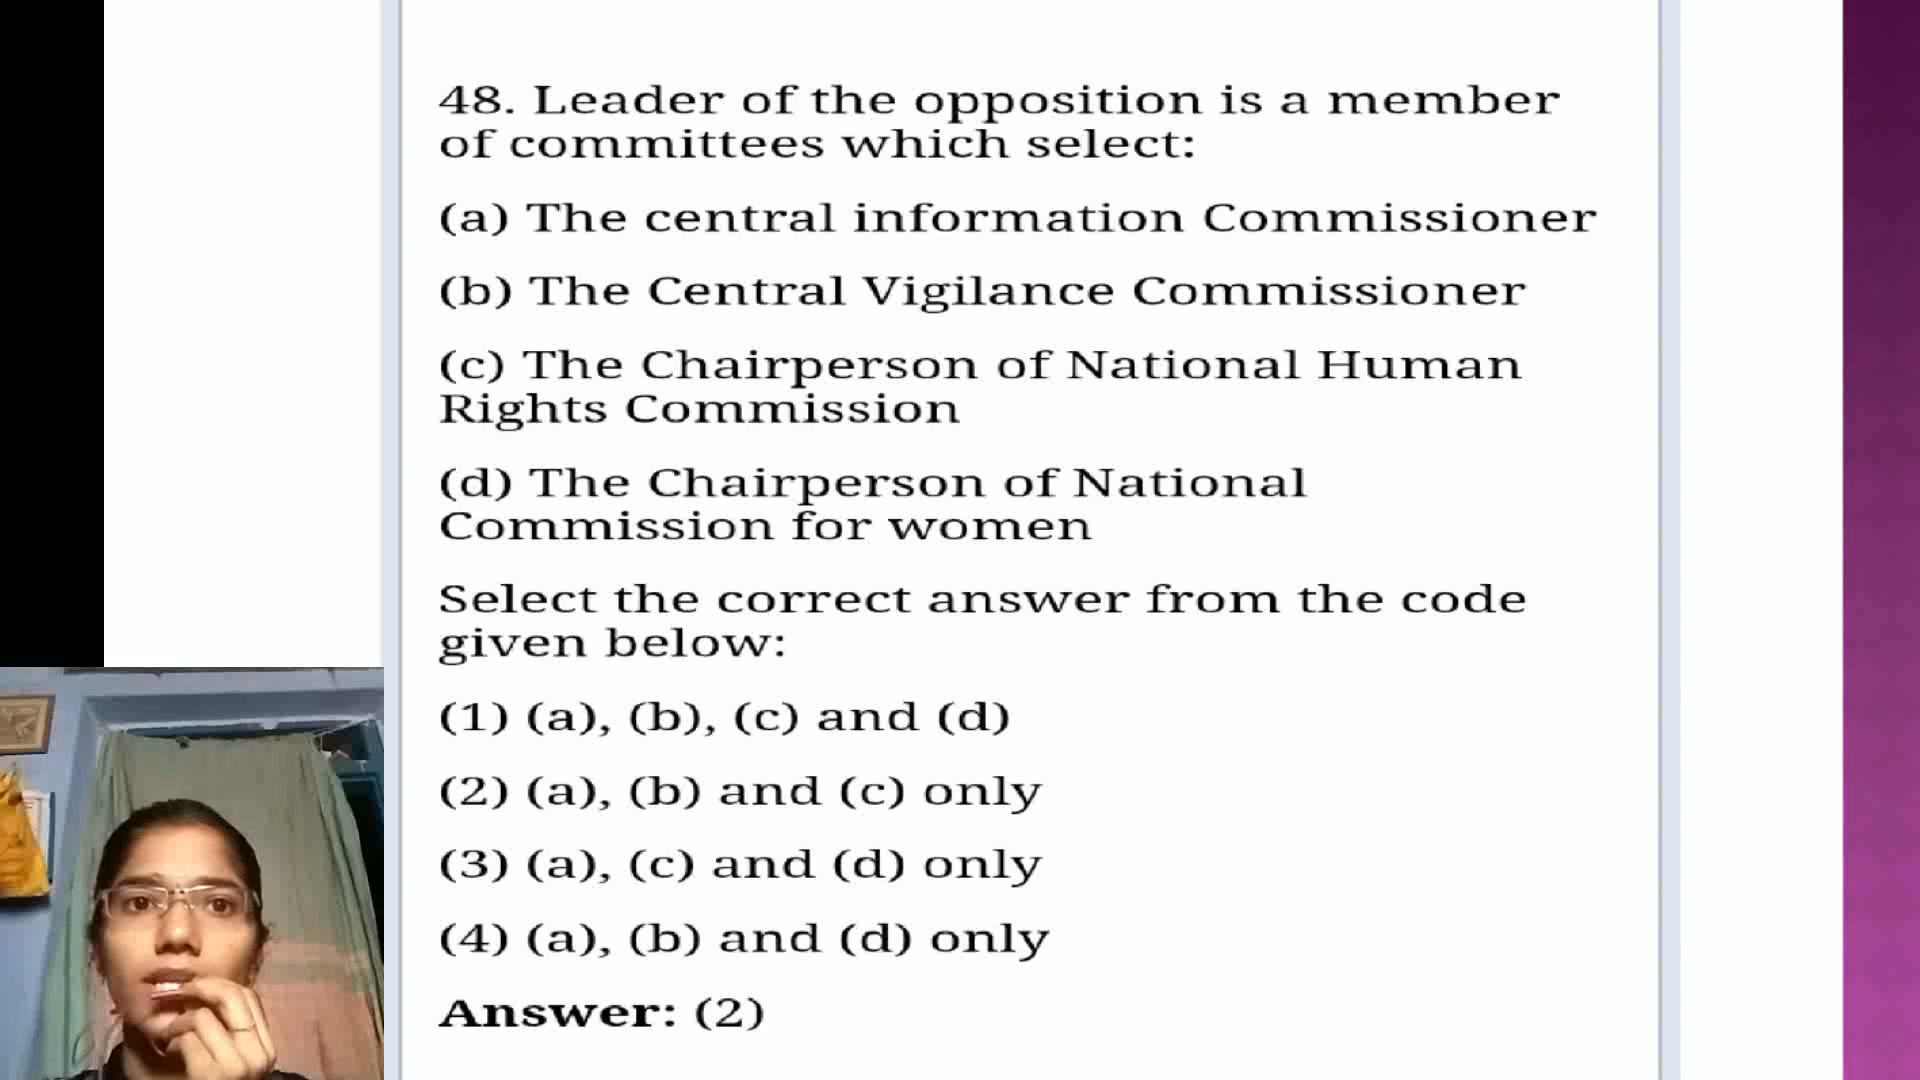 48. Leader of the opposition is a member
of committees which select:
(a) The central information Commissioner
(b) The Central Vigilance Commissioner
(c) The Chairperson of National Human
Rights Commission
(d) The Chairperson of National
Commission for women
Select the correct answer from the code
given below:
(1) (a), (b), (c) and (d)
(2) (a), (b) and (c) only
(3) (a), (c) and (d) only
(4) (a), (b) and (d) only
Answer: (2)